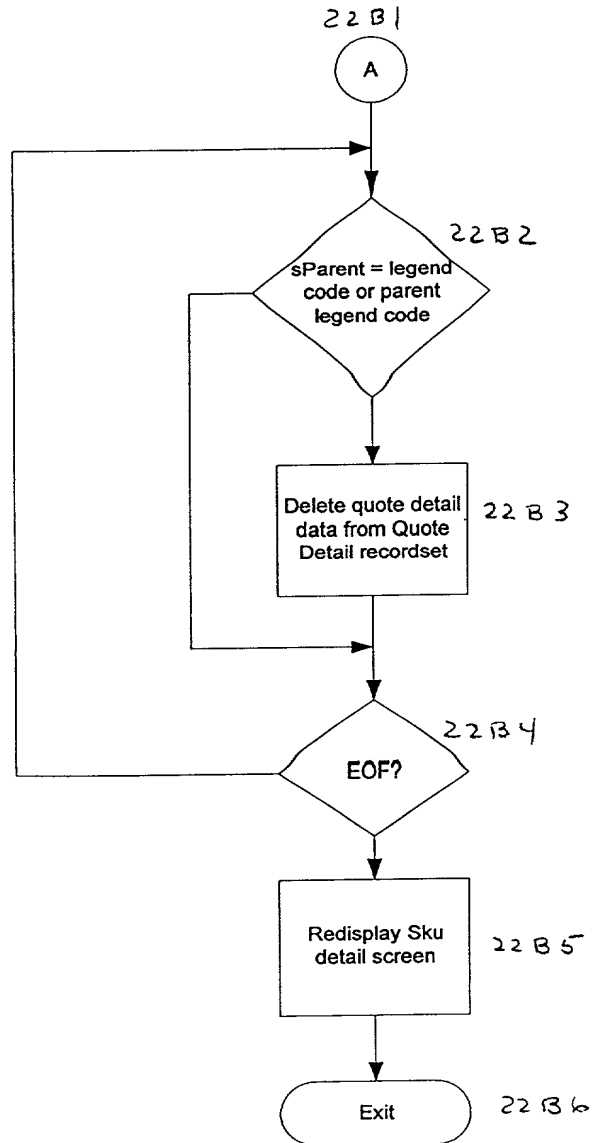 22B1
A
22B2
sParent = legend
code or parent
legend code
Delete quote detail
data from Quote
Detail recordset
22B3
22B4
EOF?
Redisplay Sku
detail screen
22B5
Exit
22B6